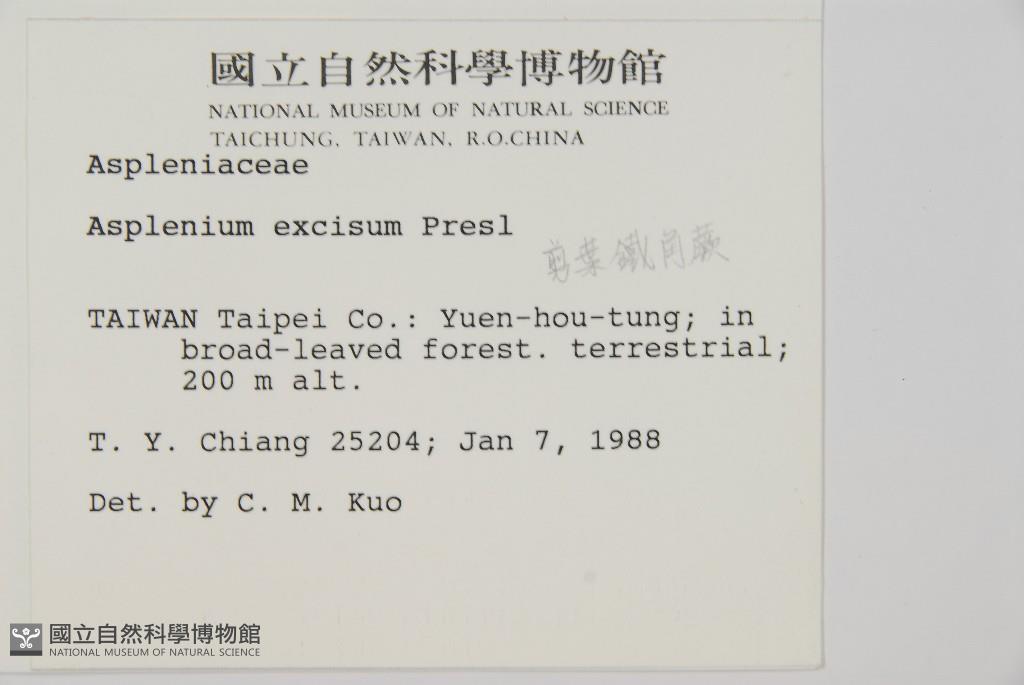 國立自然科學博物館
NATIONAL MUSEUM OF NATURAL SCIENCE
TAICHUNG, TAIWAN, R.O.CHINA
Aspleniaceae
Asplenium excisum Presl
剪葉鐵角蕨
TAIWAN Taipei Co.: Yuen-hou-tung; in
broad-leaved forest. terrestrial;
200 m alt.
T. Y. Chiang 25204; Jan 7, 1988
Det. by C. M. Kuo
國立自然科學博物館
NATIONAL MUSEUM OF NATURAL SCIENCE